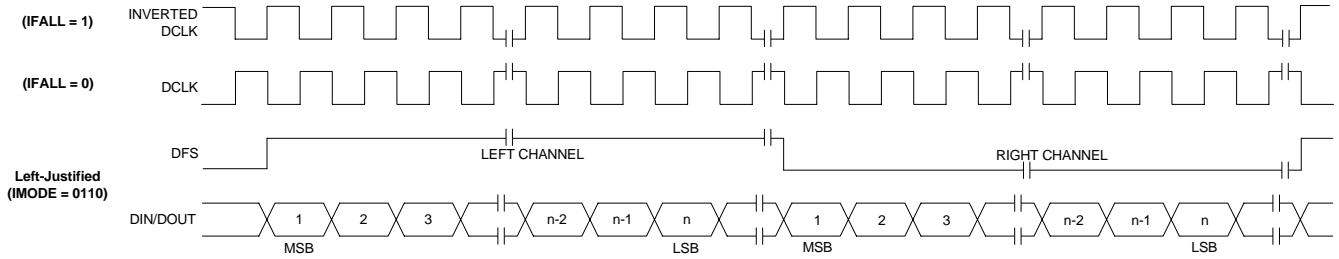 (IFALL = 1)
INVERTED
DCLK
(IFALL = 0)
DCLK
DFS
LEFT CHANNEL
RIGHT CHANNEL
Left-Justified
(IMODE = 0110)
DIN/DOUT
1 2 3 n-2 n-1 n 1 2 3 n-2 n-1 n
MSB LSB MSB LSB